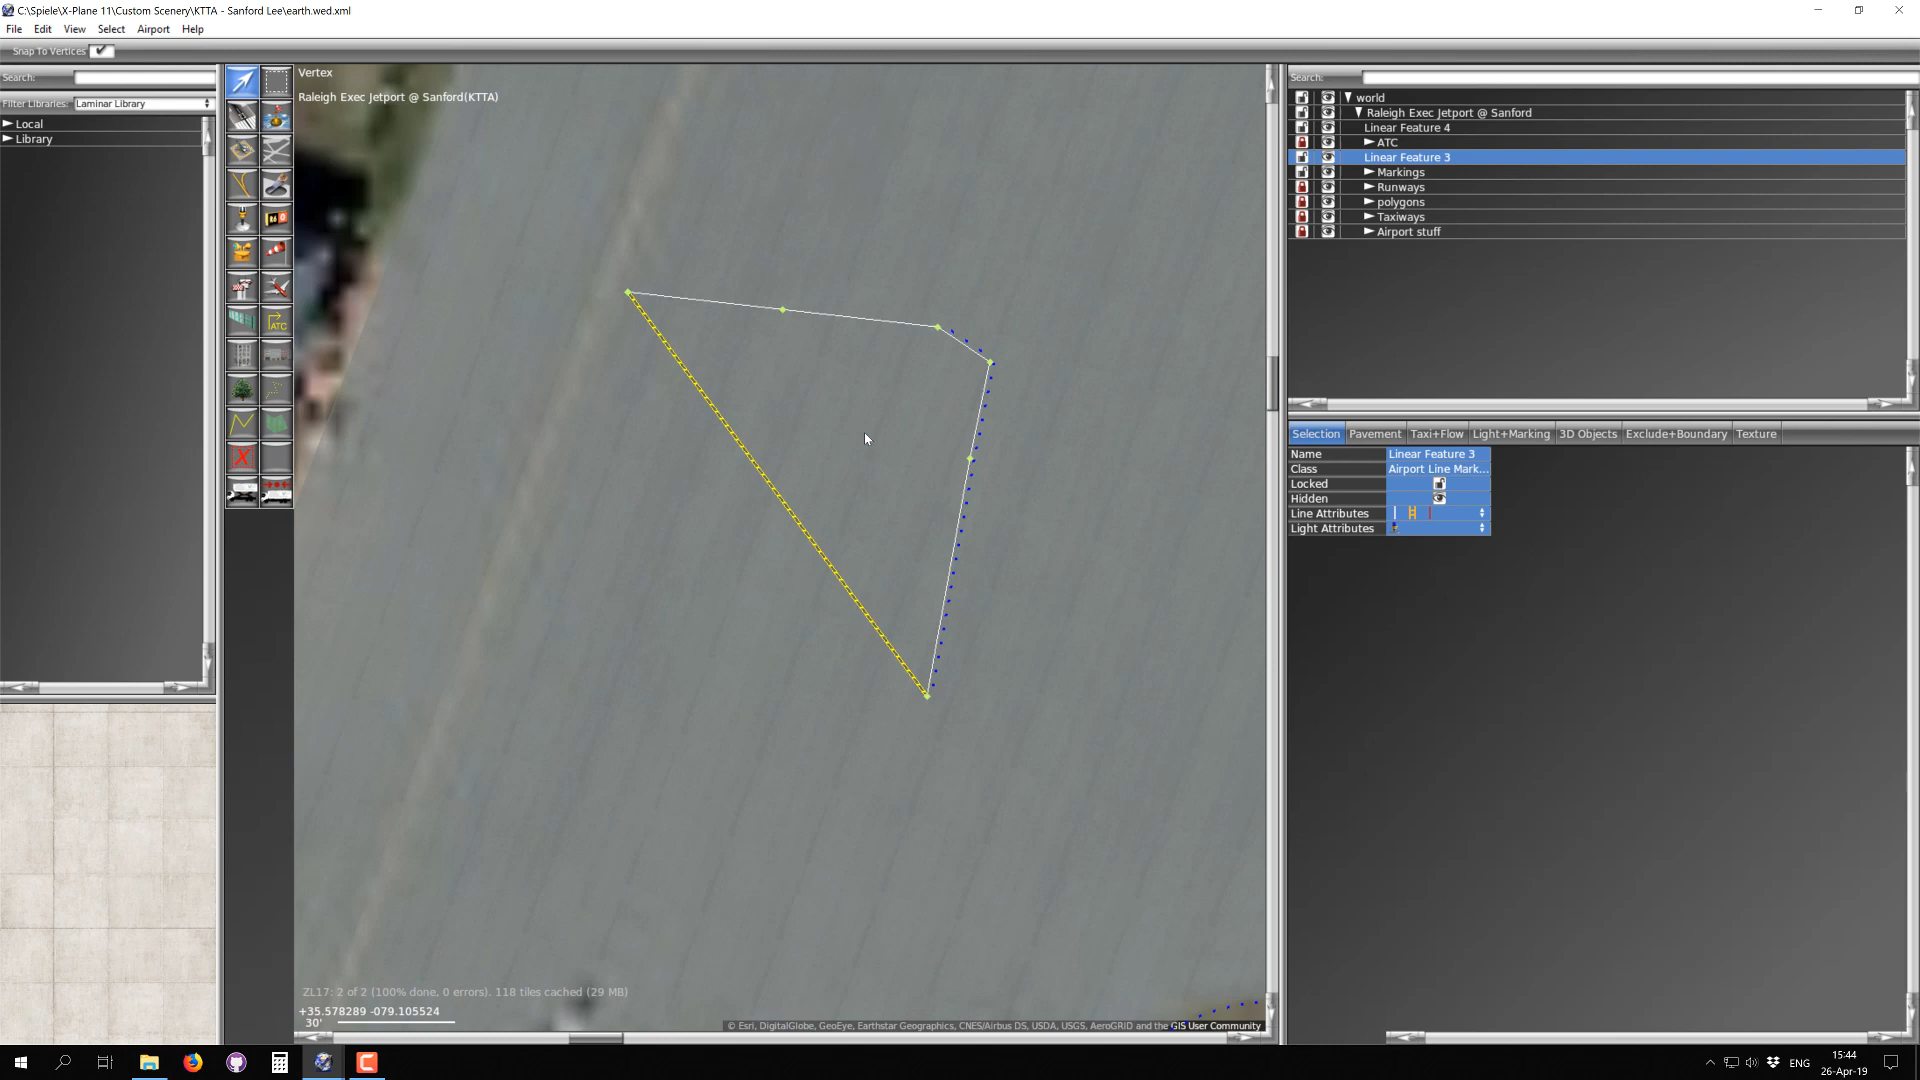 C:\Spiele\X-Plane 11\Custom Scenery\KTTA - Sanford Lee\earth.wed.xml
File Edit View Select Airport Help
Snap To Vertices
Search:
Filter Libraries: Laminar Library
Local
Library
Vertex
Raleigh Exec Jetport @ Sanford(KTTA)
ATC
ZL17: 2 of 2 (100% done, 0 errors). 118 tiles cached (29 MB)
+35.578289 -079.105524
30'
© Esri, DigitalGlobe, GeoEye, Earthstar Geographics, CNES/Airbus DS, USDA, USGS, AeroGRID and the GIS User Community
Search:
world
Raleigh Exec Jetport @ Sanford
Linear Feature 4
ATC
Linear Feature 3
Markings
Runways
polygons
Taxiways
Airport stuff
Selection Pavement Taxi+Flow Light+Marking 3D Objects Exclude+Boundary Texture
Name Linear Feature 3
Class Airport Line Mark...
Locked
Hidden
Line Attributes
Light Attributes
ENG
15:44
26-Apr-19